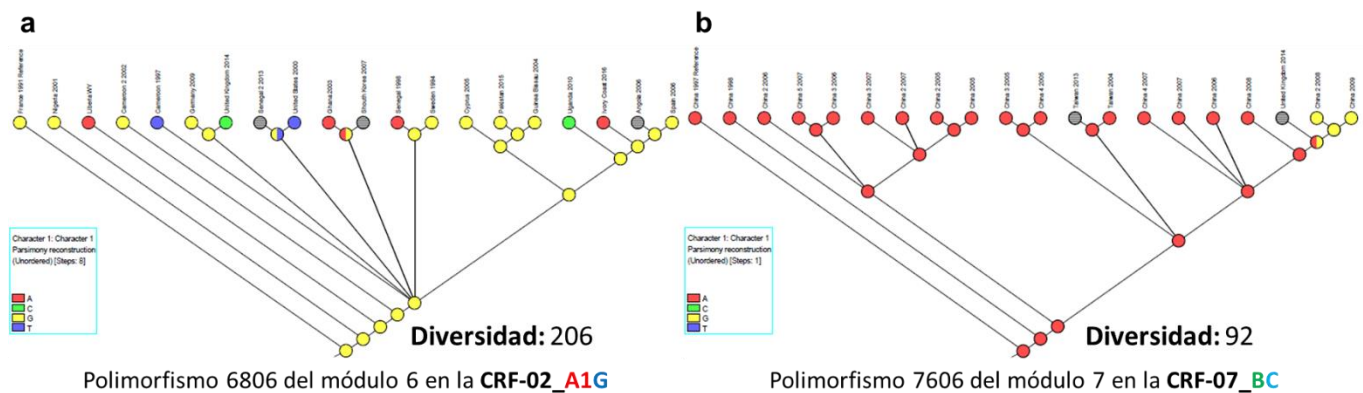 a
France 1991 Reference
Nigeria 2001
Liberia WY
Cameroon 2 2002
Cameroon 1997
Germany 2009
United Kingdom 2014
Senegal 2 2013
United States 2000
Ghana 2003
Shouth Korea 2007
Senegal 1998
Sweden 1994
Cyprus 2005
Pakistan 2015
Guinea Bissau 2004
Uganda 2010
Ivory Coast 2016
Angola 2006
Spain 2006
Character 1: Character 1
Parsimony reconstruction
(Unordered) [Steps: 8]
A
C
G
T
Diversidad: 206
Polimorfismo 6806 del módulo 6 en la CRF-02_A1G
b
China 1997 Reference
China 1998
China 2 2006
China 5 2007
China 3 2006
China 3 2007
China 2 2007
China 2 2005
China 2005
China 3 2005
China 4 2005
Taiwan 2013
Taiwan 2004
China 4 2007
China 2007
China 2006
China 2008
United Kingdom 2014
China 2 2008
China 2009
Character 1: Character 1
Parsimony reconstruction
(Unordered) [Steps: 1]
A
C
G
T
Diversidad: 92
Polimorfismo 7606 del módulo 7 en la CRF-07_BC